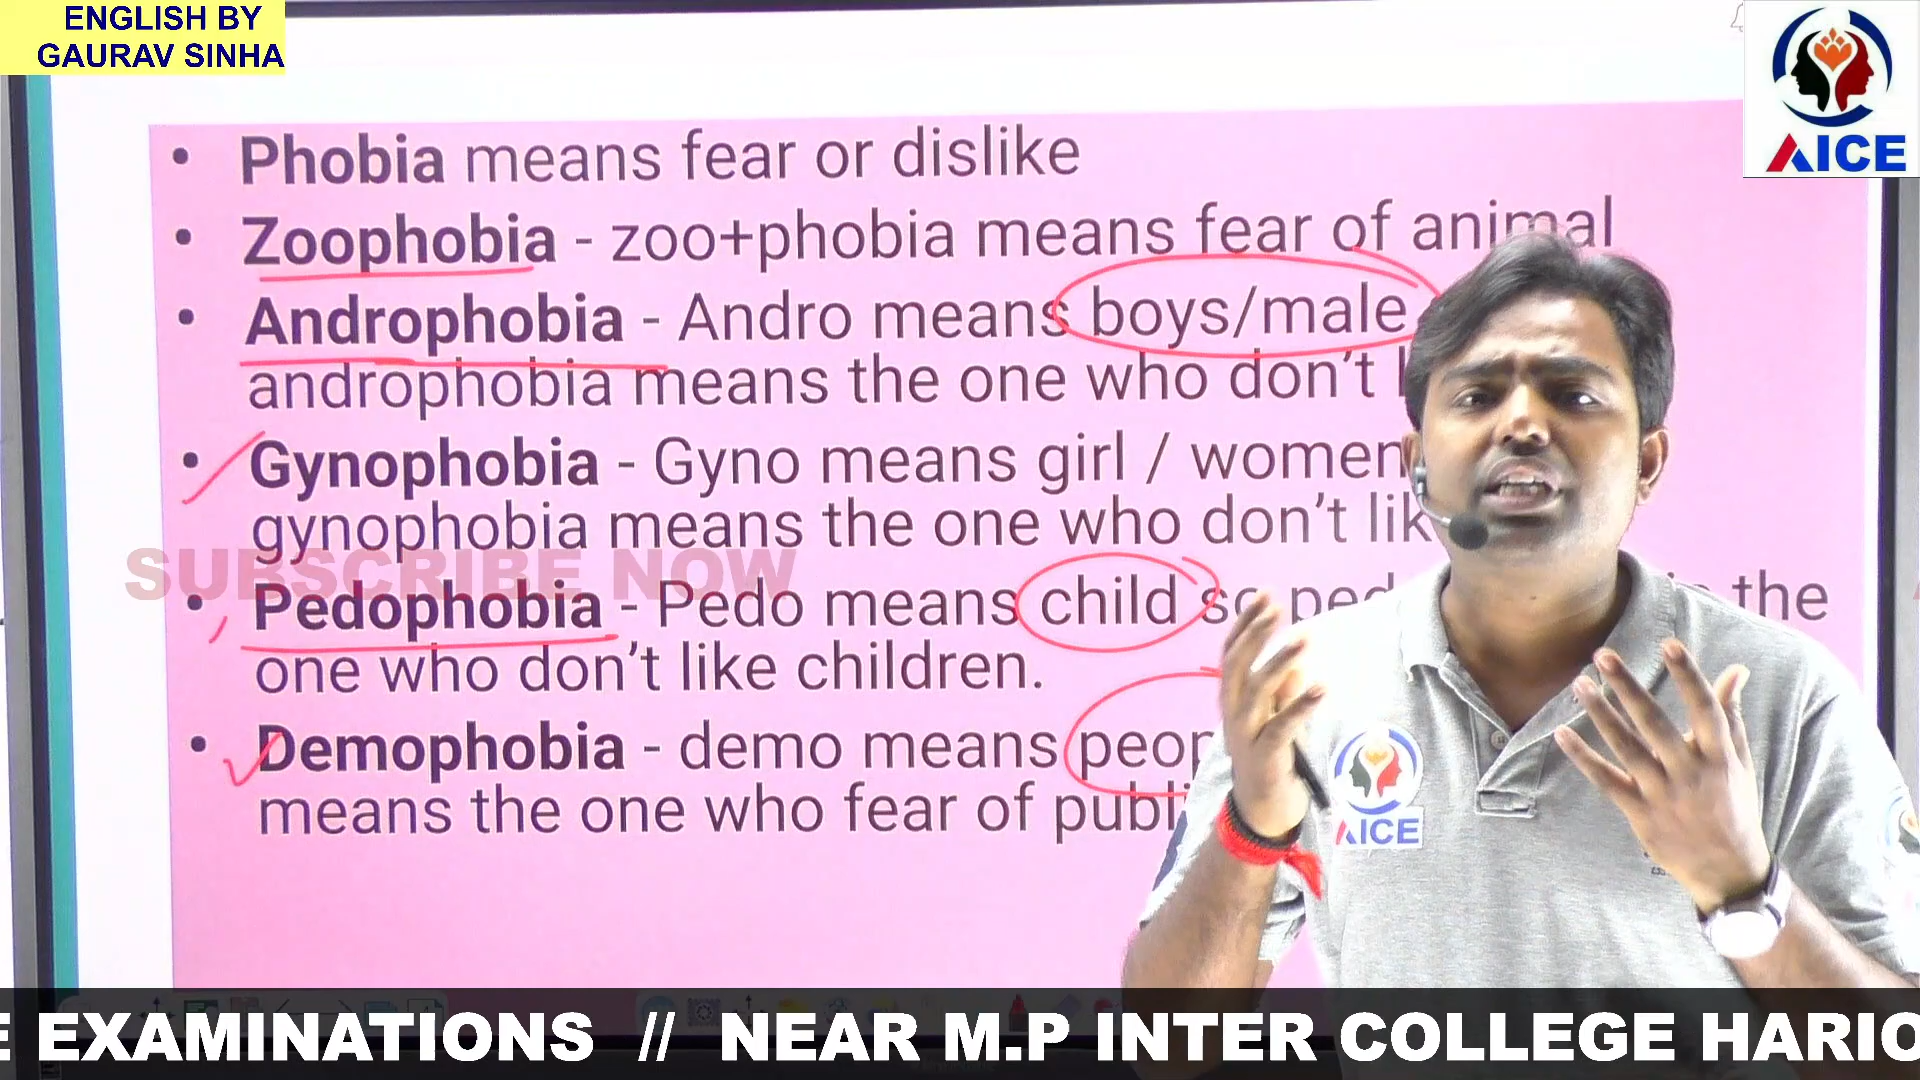 ENGLISH BY
GAURAV SINHA
AICE
• Phobia means fear or dislike
• Zoophobia - zoo+phobia means fear of animal
• Androphobia - Andro means boys/male
androphobia means the one who don't
• Gynophobia - Gyno means girl / women
gynophobia means the one who don't
SUBSCRIBE NOW
• Pedophobia - Pedo means child so the
one who don't like children.
• Demophobia - demo means
means the one who fear of
AICE
EXAMINATIONS // NEAR M.P INTER COLLEGE